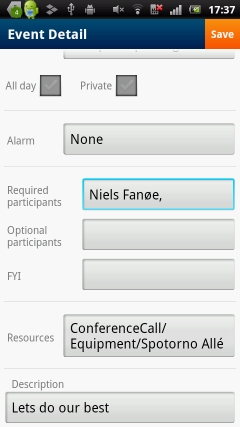 17:37
Event Detail
Save
All day
Private
Alarm
None
Required
participants
Niels Fanøe,
Optional
participants
FYI
Resources
ConferenceCall/
Equipment/Spotorno Allé
Description
Lets do our best